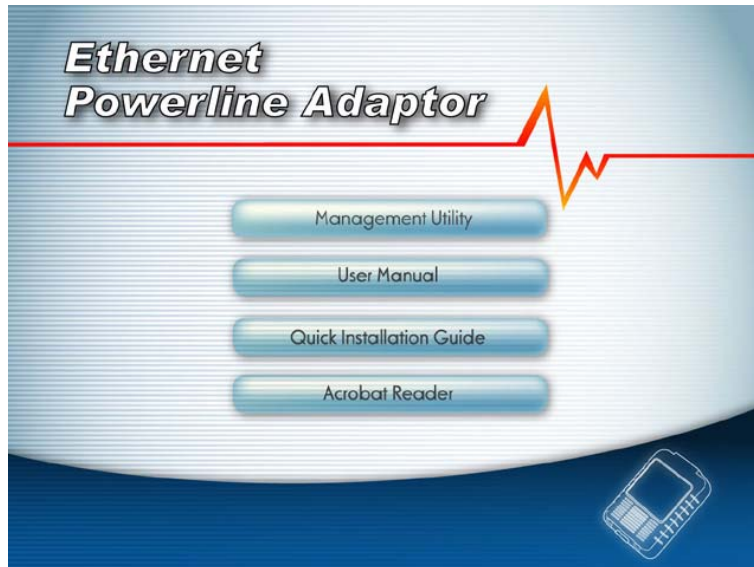 Ethernet
Powerline Adaptor
Management Utility
User Manual
Quick Installation Guide
Acrobat Reader